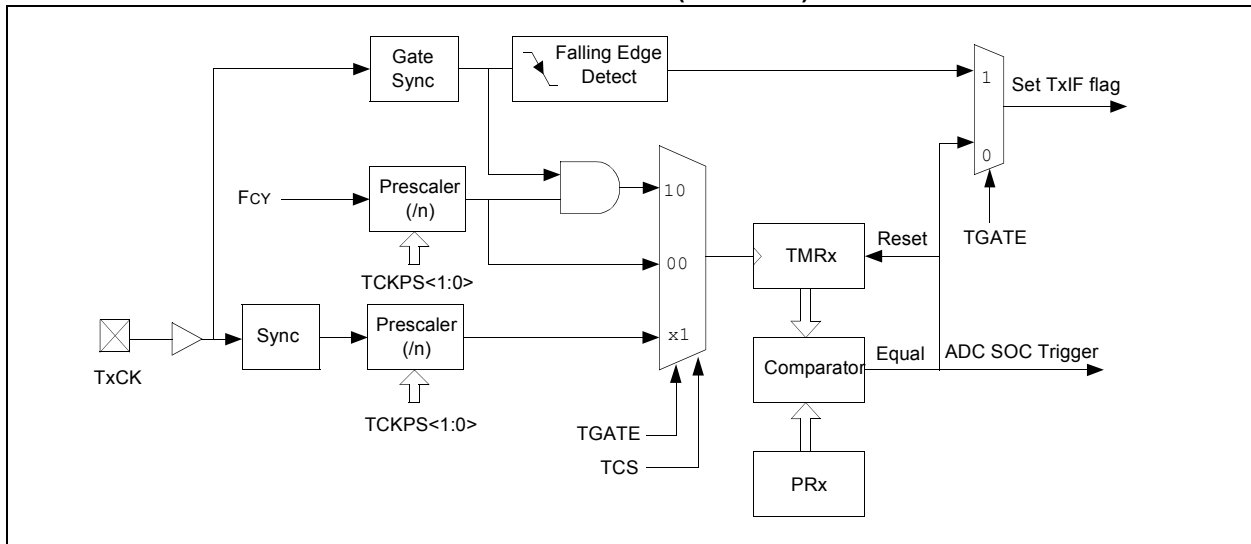 Gate
Sync
Falling Edge
Detect
1
Set TxIF flag
0
FCY
Prescaler
(/n)
10
TGATE
TCKPS<1:0>
00
TMRx
Reset
TxCK
Sync
Prescaler
(/n)
x1
Comparator
Equal
ADC SOC Trigger
TCKPS<1:0>
TGATE
TCS
PRx